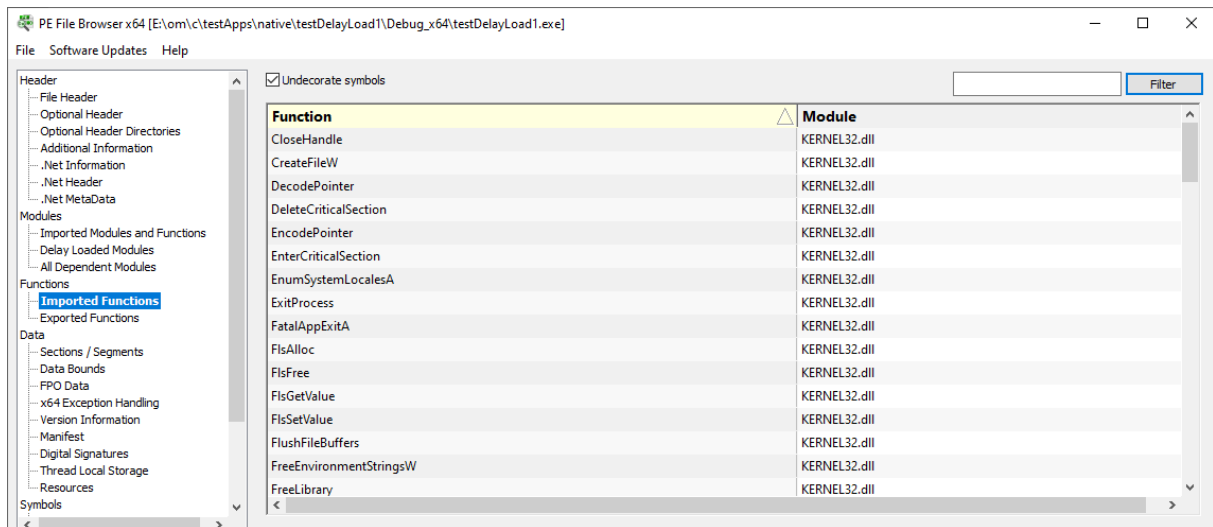 PE File Browser x64 [E:\om\c\testApps\native\testDelayLoad1\Debug_x64\testDelayLoad1.exe]
File Software Updates Help
Header
File Header
Optional Header
Optional Header Directories
Additional Information
.Net Information
.Net Header
.Net MetaData
Modules
Imported Modules and Functions
Delay Loaded Modules
All Dependent Modules
Functions
Imported Functions
Exported Functions
Data
Sections / Segments
Data Bounds
FPO Data
x64 Exception Handling
Version Information
Manifest
Digital Signatures
Thread Local Storage
Resources
Symbols
Undecorate symbols
Filter
Function Module
CloseHandle KERNEL32.dll
CreateFileW KERNEL32.dll
DecodePointer KERNEL32.dll
DeleteCriticalSection KERNEL32.dll
EncodePointer KERNEL32.dll
EnterCriticalSection KERNEL32.dll
EnumSystemLocalesA KERNEL32.dll
ExitProcess KERNEL32.dll
FatalAppExitA KERNEL32.dll
FlsAlloc KERNEL32.dll
FlsFree KERNEL32.dll
FlsGetValue KERNEL32.dll
FlsSetValue KERNEL32.dll
FlushFileBuffers KERNEL32.dll
FreeEnvironmentStringsW KERNEL32.dll
FreeLibrary KERNEL32.dll